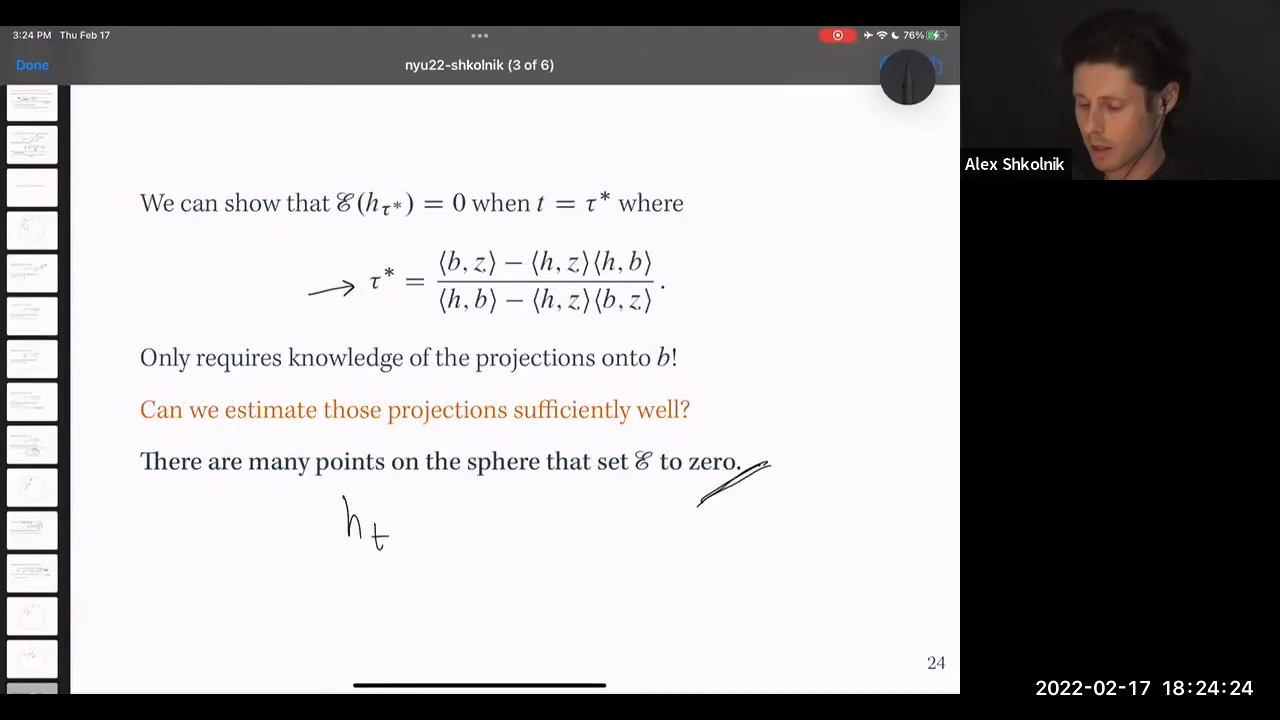 3:24 PM Thu Feb 17
76%
Done
nyu22-shkolnik (3 of 6)
Alex Shkolnik
We can show that ℰ(h_{τ*}) = 0 when t = τ* where
τ* = (⟨b, z⟩ − ⟨h, z⟩⟨h, b⟩) / (⟨h, b⟩ − ⟨h, z⟩⟨b, z⟩).
Only requires knowledge of the projections onto b!
Can we estimate those projections sufficiently well?
There are many points on the sphere that set ℰ to zero.
h_t
24
2022-02-17 18:24:24